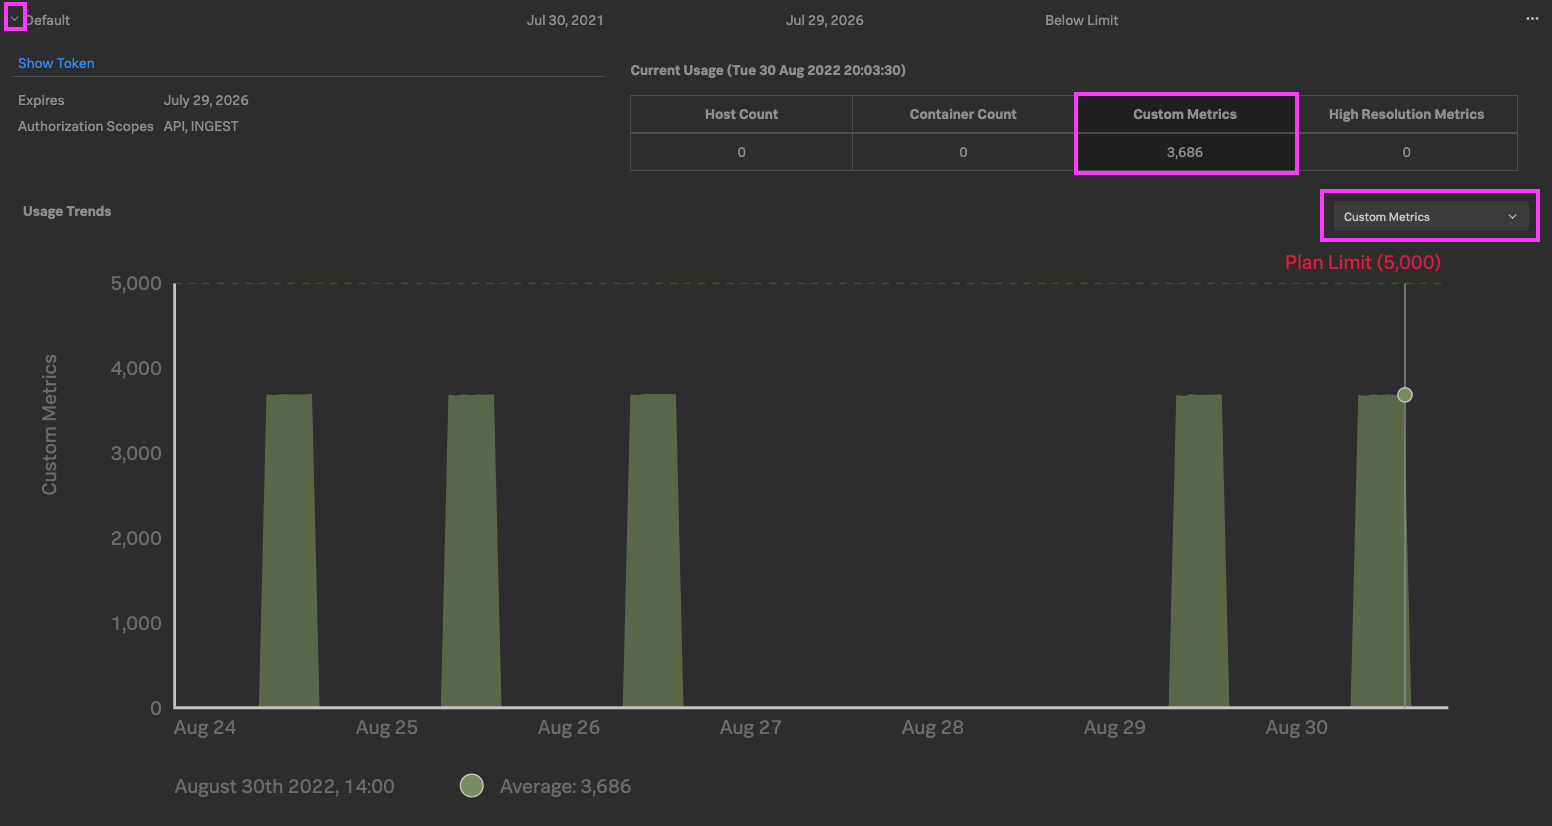 Default Jul 30, 2021 Jul 29, 2026 Below Limit ...
Show Token
Current Usage (Tue 30 Aug 2022 20:03:30)
Expires July 29, 2026
Authorization Scopes API, INGEST
Host Count Container Count Custom Metrics High Resolution Metrics
0 0 3,686 0
Usage Trends
Custom Metrics
Plan Limit (5,000)
5,000
4,000
3,000
2,000
1,000
0
Custom Metrics
Aug 24 Aug 25 Aug 26 Aug 27 Aug 28 Aug 29 Aug 30
August 30th 2022, 14:00 Average: 3,686